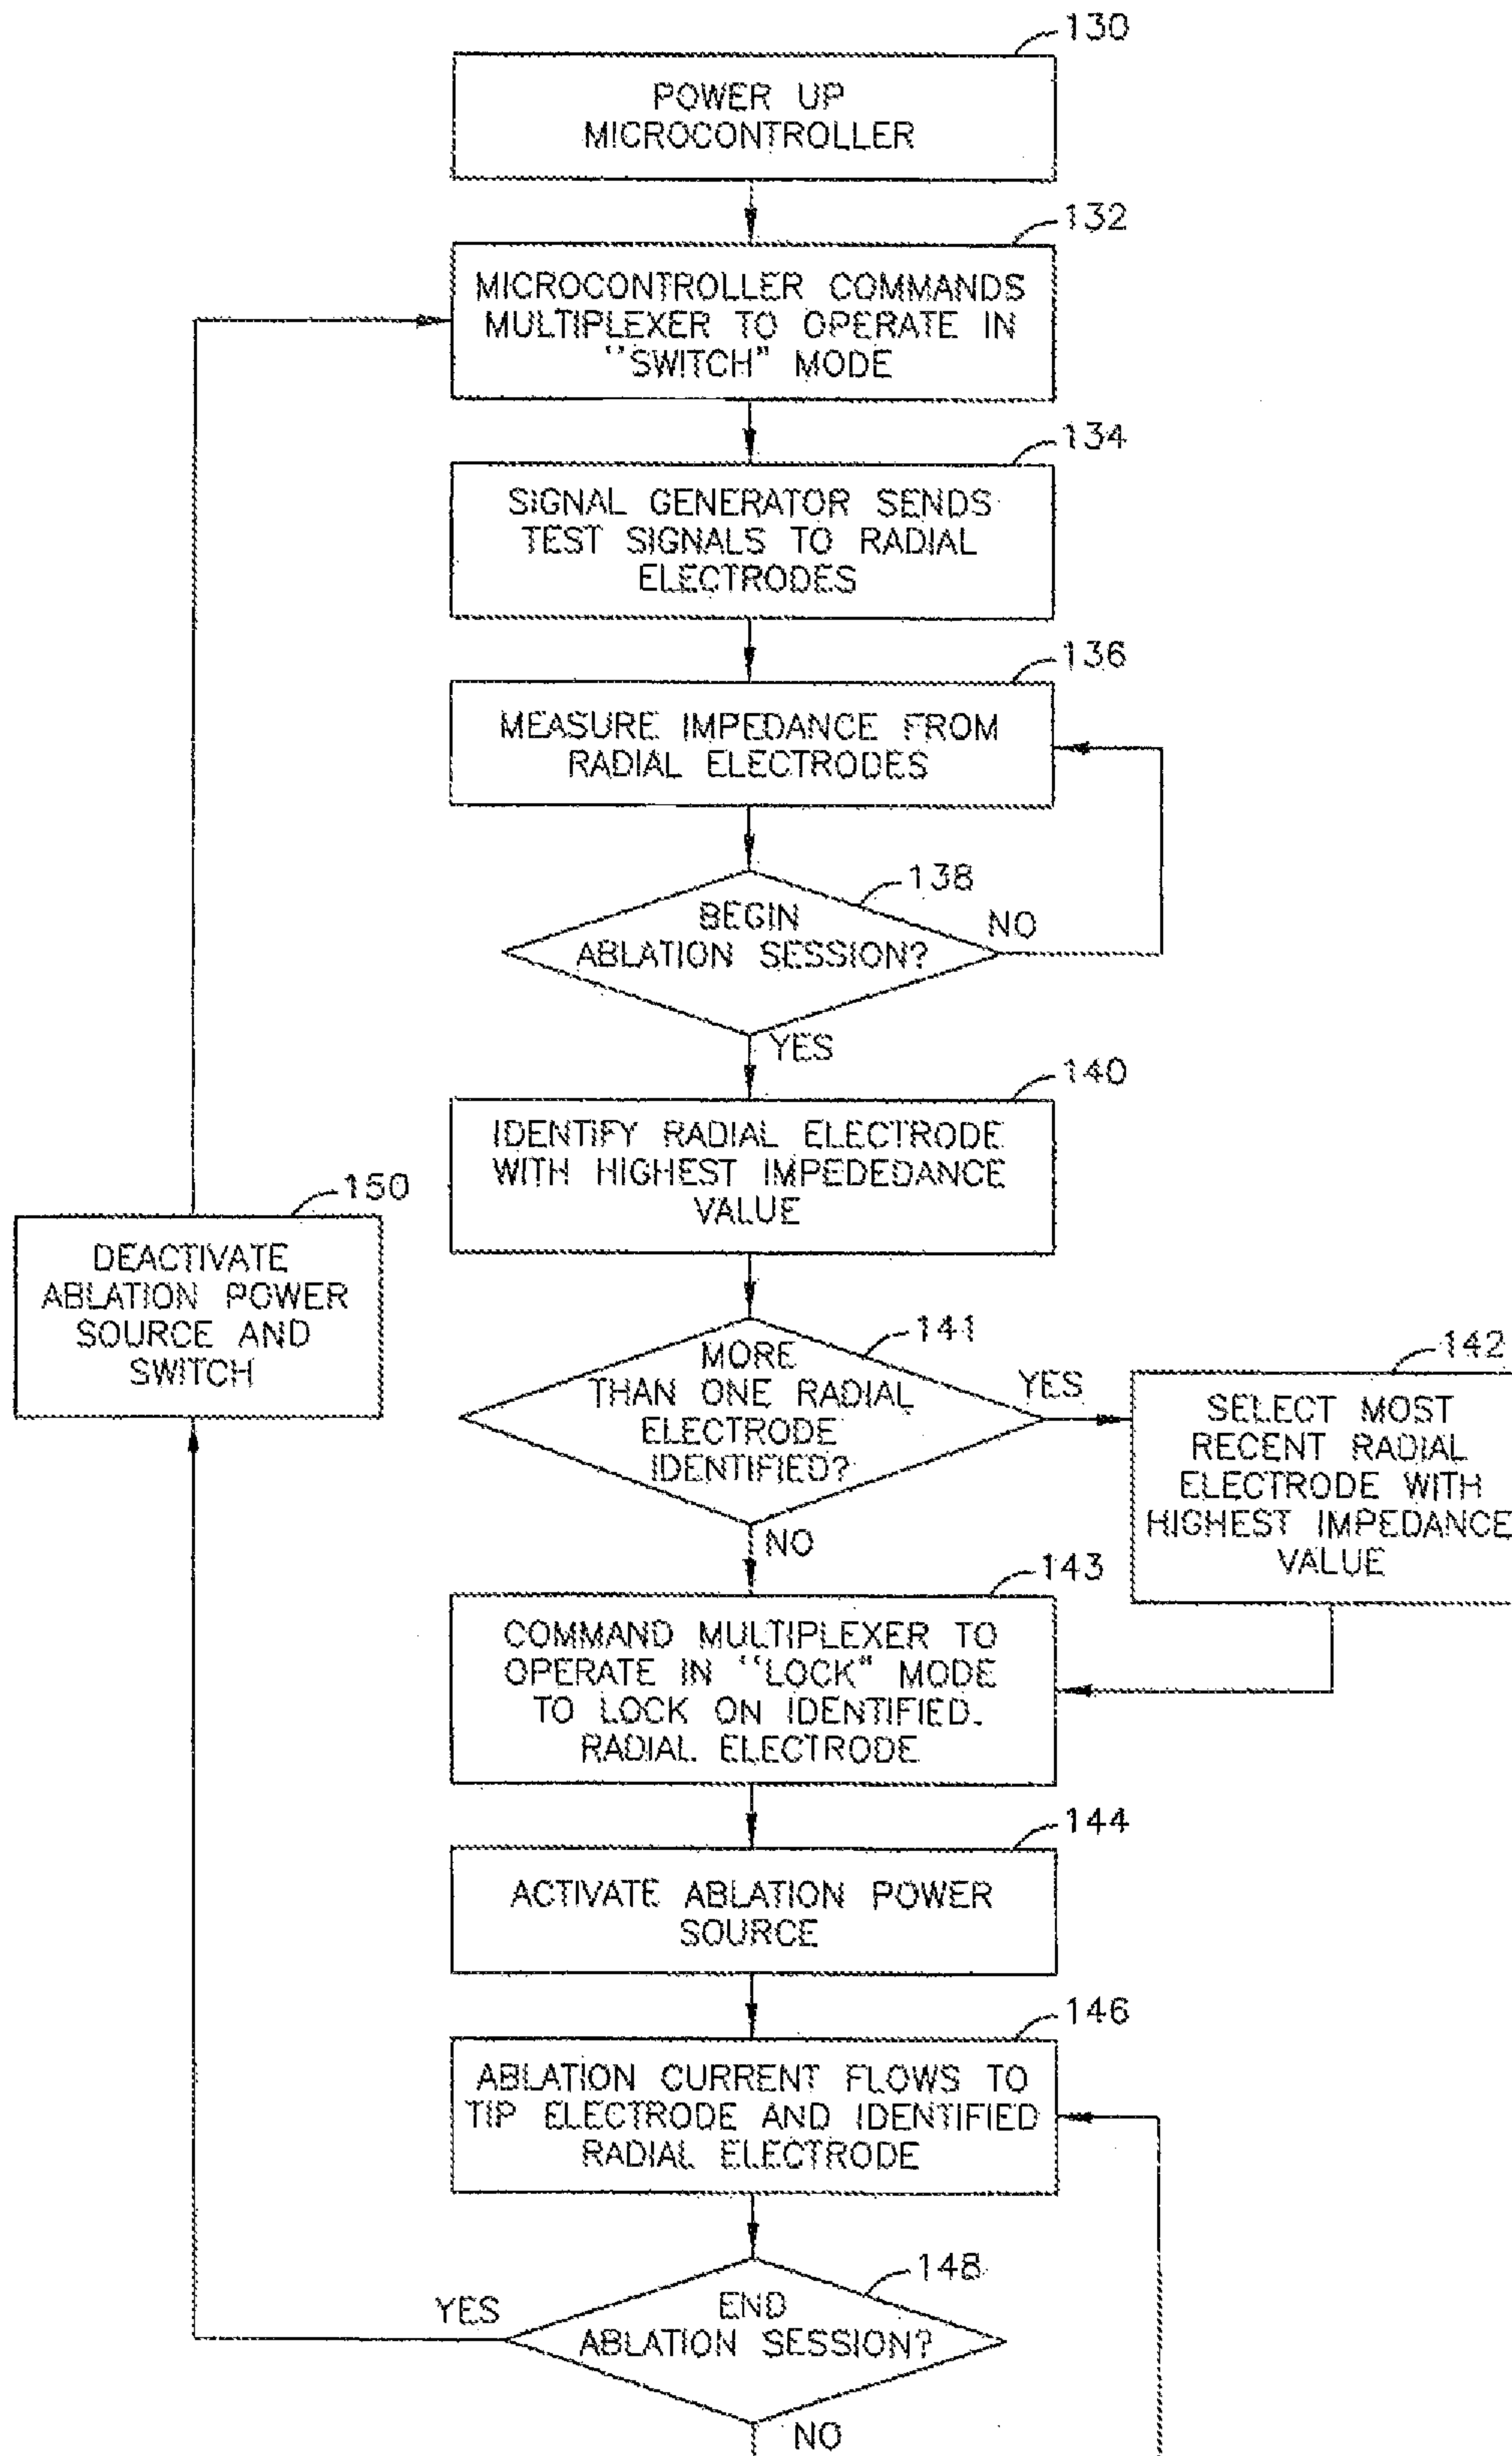 130
POWER UP
MICROCONTROLLER
132
MICROCONTROLLER COMMANDS
MULTIPLEXER TO OPERATE IN
"SWITCH" MODE
134
SIGNAL GENERATOR SENDS
TEST SIGNALS TO RADIAL
ELECTRODES
136
MEASURE IMPEDANCE FROM
RADIAL ELECTRODES
138
BEGIN
ABLATION SESSION?
NO
YES
140
IDENTIFY RADIAL ELECTRODE
WITH HIGHEST IMPEDEDANCE
VALUE
150
DEACTIVATE
ABLATION POWER
SOURCE AND
SWITCH
141
MORE
THAN ONE RADIAL
ELECTRODE
IDENTIFIED?
YES
NO
142
SELECT MOST
RECENT RADIAL
ELECTRODE WITH
HIGHEST IMPEDANCE
VALUE
143
COMMAND MULTIPLEXER TO
OPERATE IN "LOCK" MODE
TO LOCK ON IDENTIFIED.
RADIAL ELECTRODE
144
ACTIVATE ABLATION POWER
SOURCE
146
ABLATION CURRENT FLOWS TO
TIP ELECTRODE AND IDENTIFIED
RADIAL ELECTRODE
148
END
ABLATION SESSION?
YES
NO